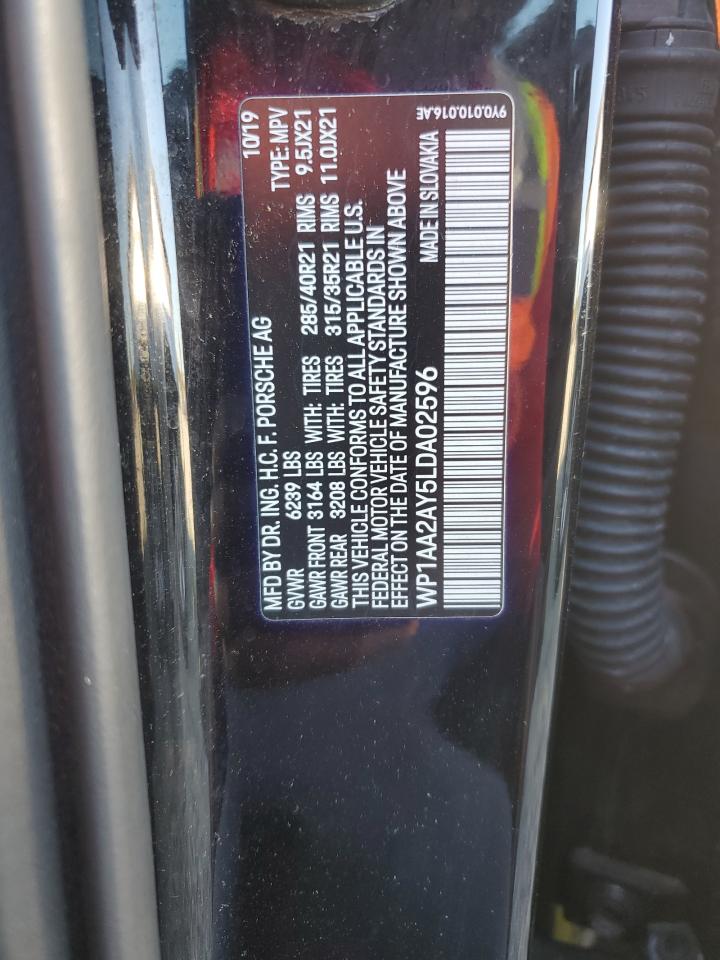 MFD BY DR. ING. H.C. F. PORSCHE AG 10/19
GVWR 6239 LBS TYPE: MPV
GAWR FRONT 3164 LBS WITH: TIRES 285/40R21 RIMS 9.5JX21
GAWR REAR 3208 LBS WITH: TIRES 315/35R21 RIMS 11.0JX21
THIS VEHICLE CONFORMS TO ALL APPLICABLE U.S.
FEDERAL MOTOR VEHICLE SAFETY STANDARDS IN
EFFECT ON THE DATE OF MANUFACTURE SHOWN ABOVE
WP1AA2AY5LDA02596 MADE IN SLOVAKIA
9Y0.010.016.AE